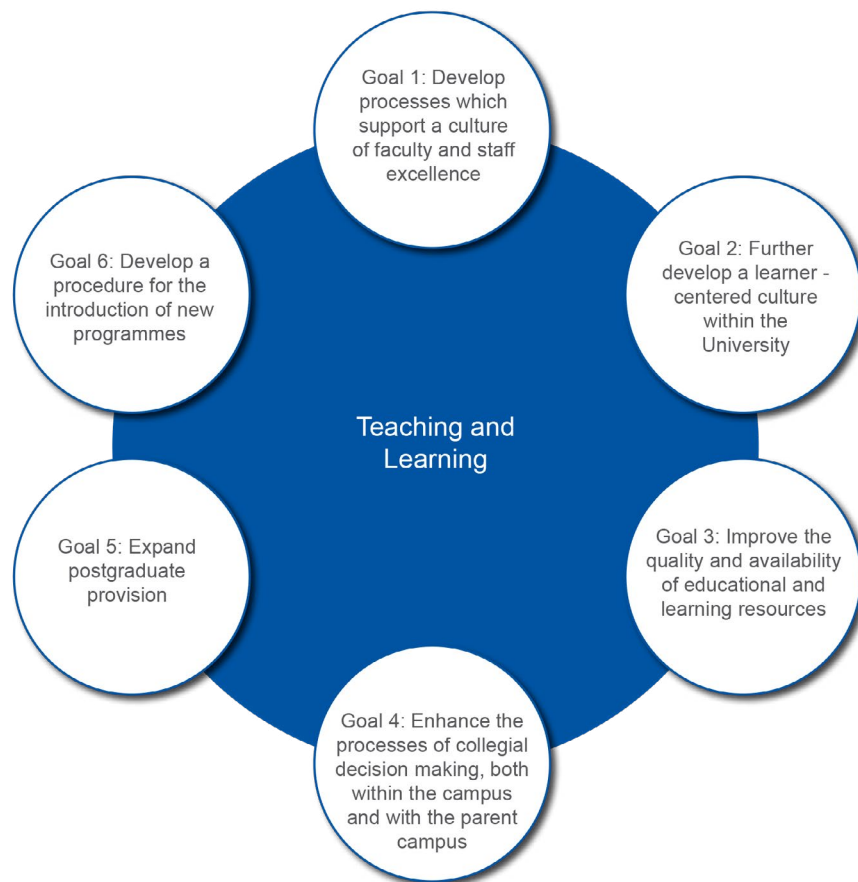 Goal 1: Develop
processes which
support a culture
of faculty and staff
excellence
Goal 2: Further
develop a learner -
centered culture
within the
University
Goal 3: Improve the
quality and availability
of educational and
learning resources
Goal 4: Enhance the
processes of collegial
decision making, both
within the campus
and with the parent
campus
Goal 5: Expand
postgraduate
provision
Goal 6: Develop a
procedure for the
introduction of new
programmes
Teaching and
Learning